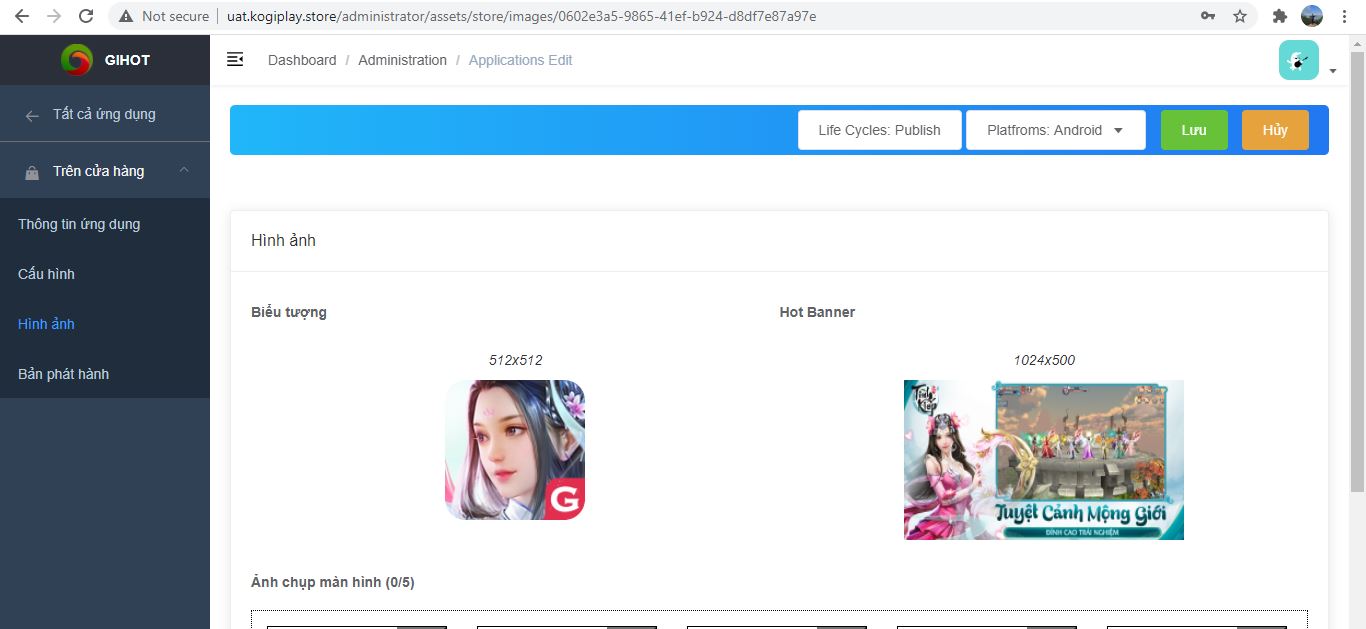 Not secure | uat.kogiplay.store/administrator/assets/store/images/0602e3a5-9865-41ef-b924-d8df7e87a97e
GIHOT
Dashboard / Administration / Applications Edit
Tất cả ứng dụng
Trên cửa hàng
Thông tin ứng dụng
Cấu hình
Hình ảnh
Bản phát hành
Life Cycles: Publish
Platfroms: Android
Lưu
Hủy
Hình ảnh
Biểu tượng
Hot Banner
512x512
1024x500
G
Tình Kiếp
Tuyệt Cảnh Mộng Giới
ĐỈNH CAO TRẢI NGHIỆM
Ảnh chụp màn hình (0/5)